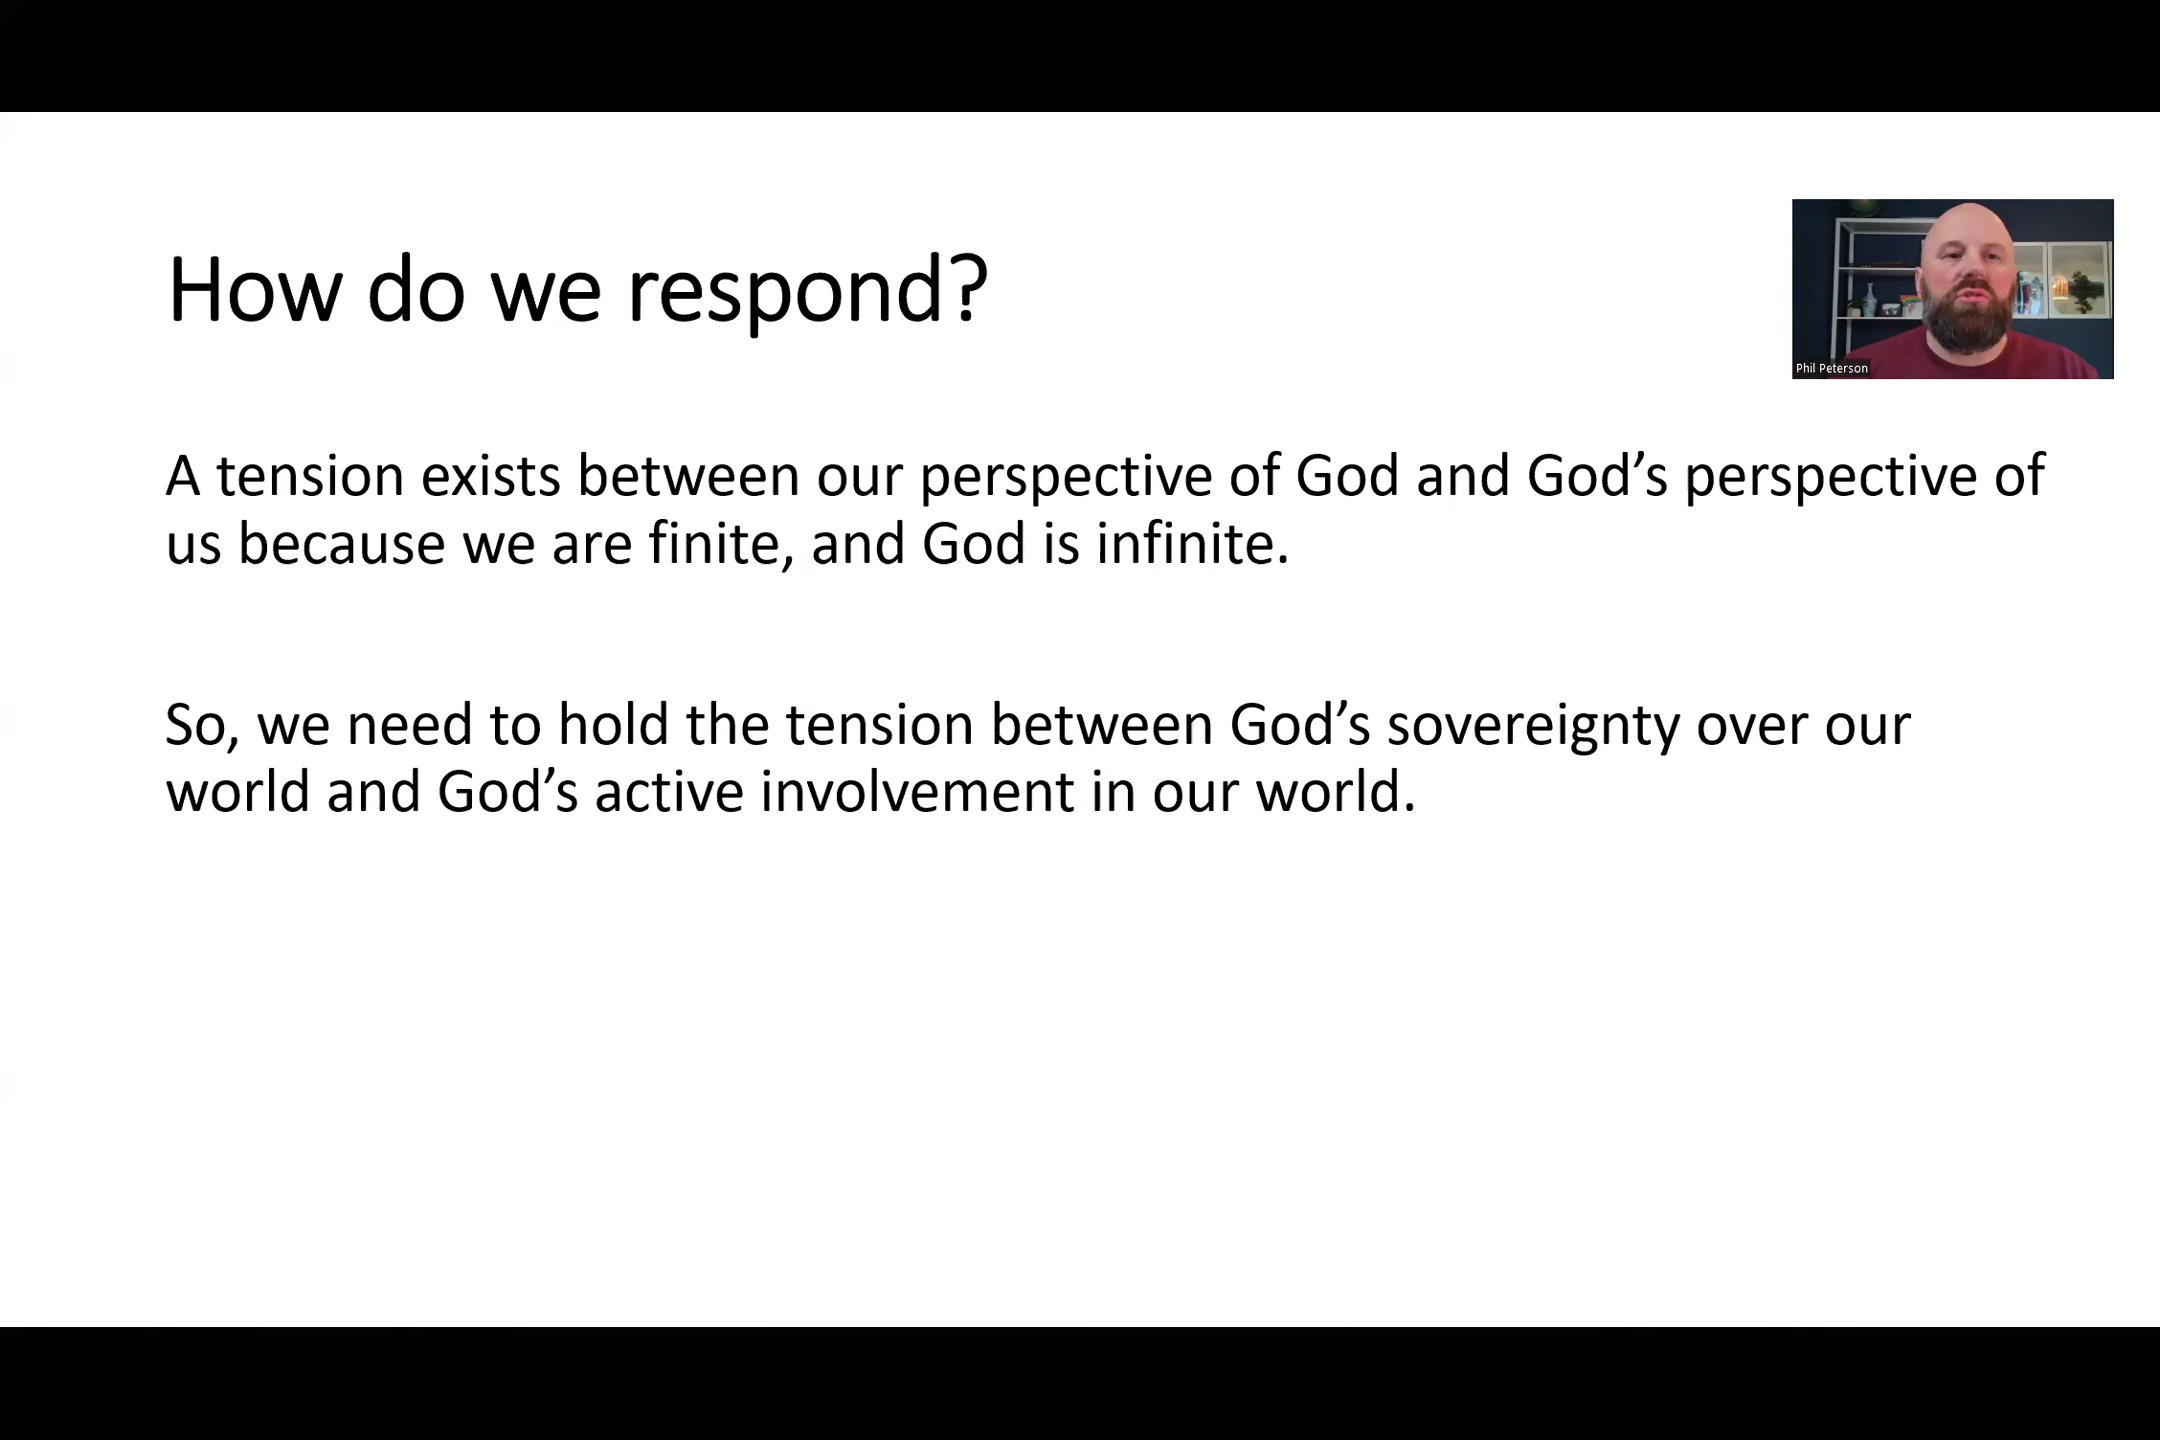 How do we respond?
Phil Peterson
A tension exists between our perspective of God and God’s perspective of
us because we are finite, and God is infinite.
So, we need to hold the tension between God’s sovereignty over our
world and God’s active involvement in our world.